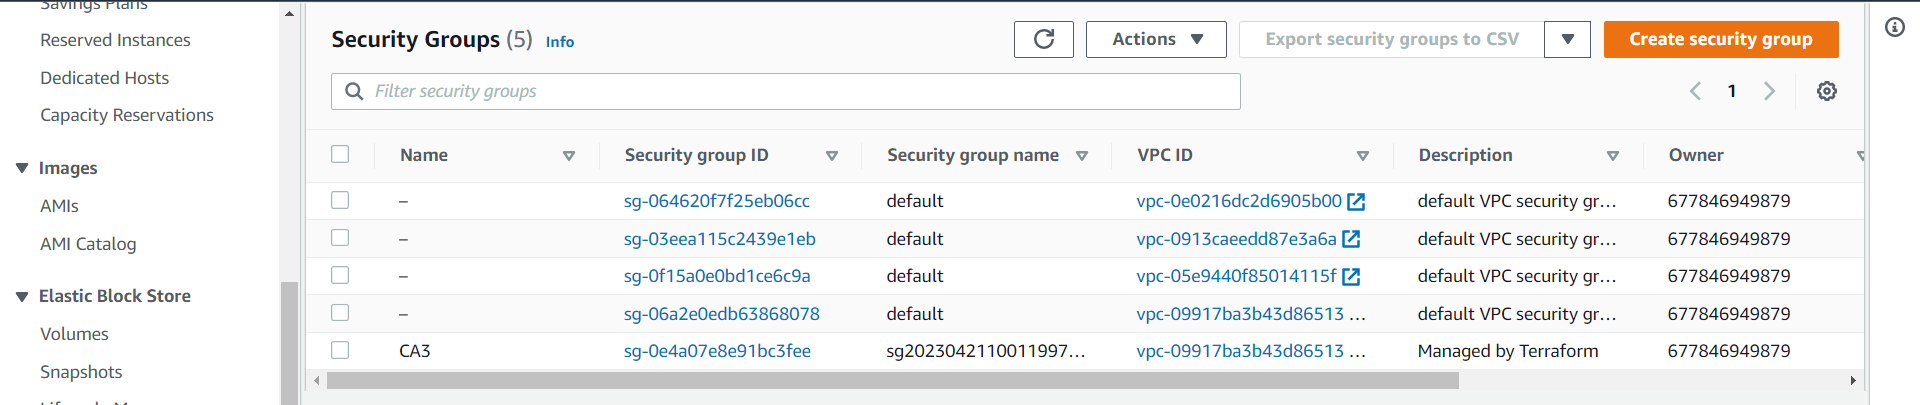 Savings Plans
Reserved Instances
Dedicated Hosts
Capacity Reservations
Images
AMIs
AMI Catalog
Elastic Block Store
Volumes
Snapshots
Security Groups (5) Info
Actions
Export security groups to CSV
Create security group
Filter security groups
1
Name Security group ID Security group name VPC ID Description Owner
– sg-064620f7f25eb06cc default vpc-0e0216dc2d6905b00 default VPC security gr... 677846949879
– sg-03eea115c2439e1eb default vpc-0913caeedd87e3a6a default VPC security gr... 677846949879
– sg-0f15a0e0bd1ce6c9a default vpc-05e9440f85014115f default VPC security gr... 677846949879
– sg-06a2e0edb63868078 default vpc-09917ba3b43d86513 ... default VPC security gr... 677846949879
CA3 sg-0e4a07e8e91bc3fee sg2023042110011997... vpc-09917ba3b43d86513 ... Managed by Terraform 677846949879